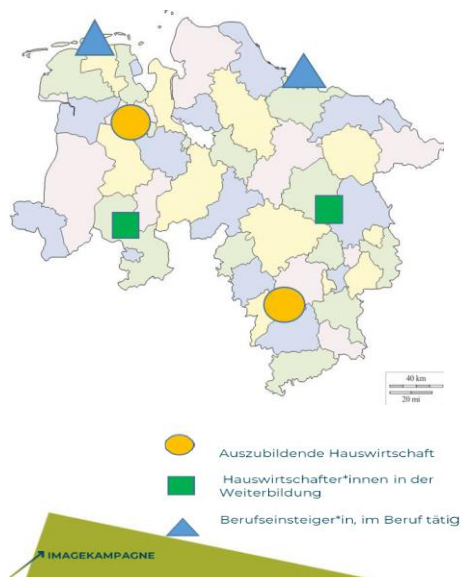 40 km
20 mi
Auszubildende Hauswirtschaft
Hauswirtschafter*innen in der
Weiterbildung
Berufseinsteiger*in, im Beruf tätig
IMAGEKAMPAGNE